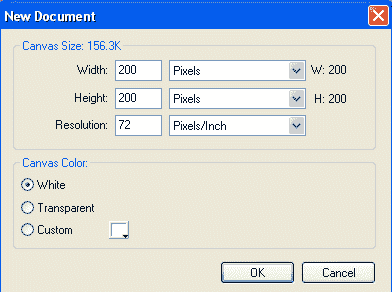 New Document
Canvas Size: 156.3K
Width: 200 Pixels W: 200
Height: 200 Pixels H: 200
Resolution: 72 Pixels/Inch
Canvas Color:
White
Transparent
Custom
OK Cancel